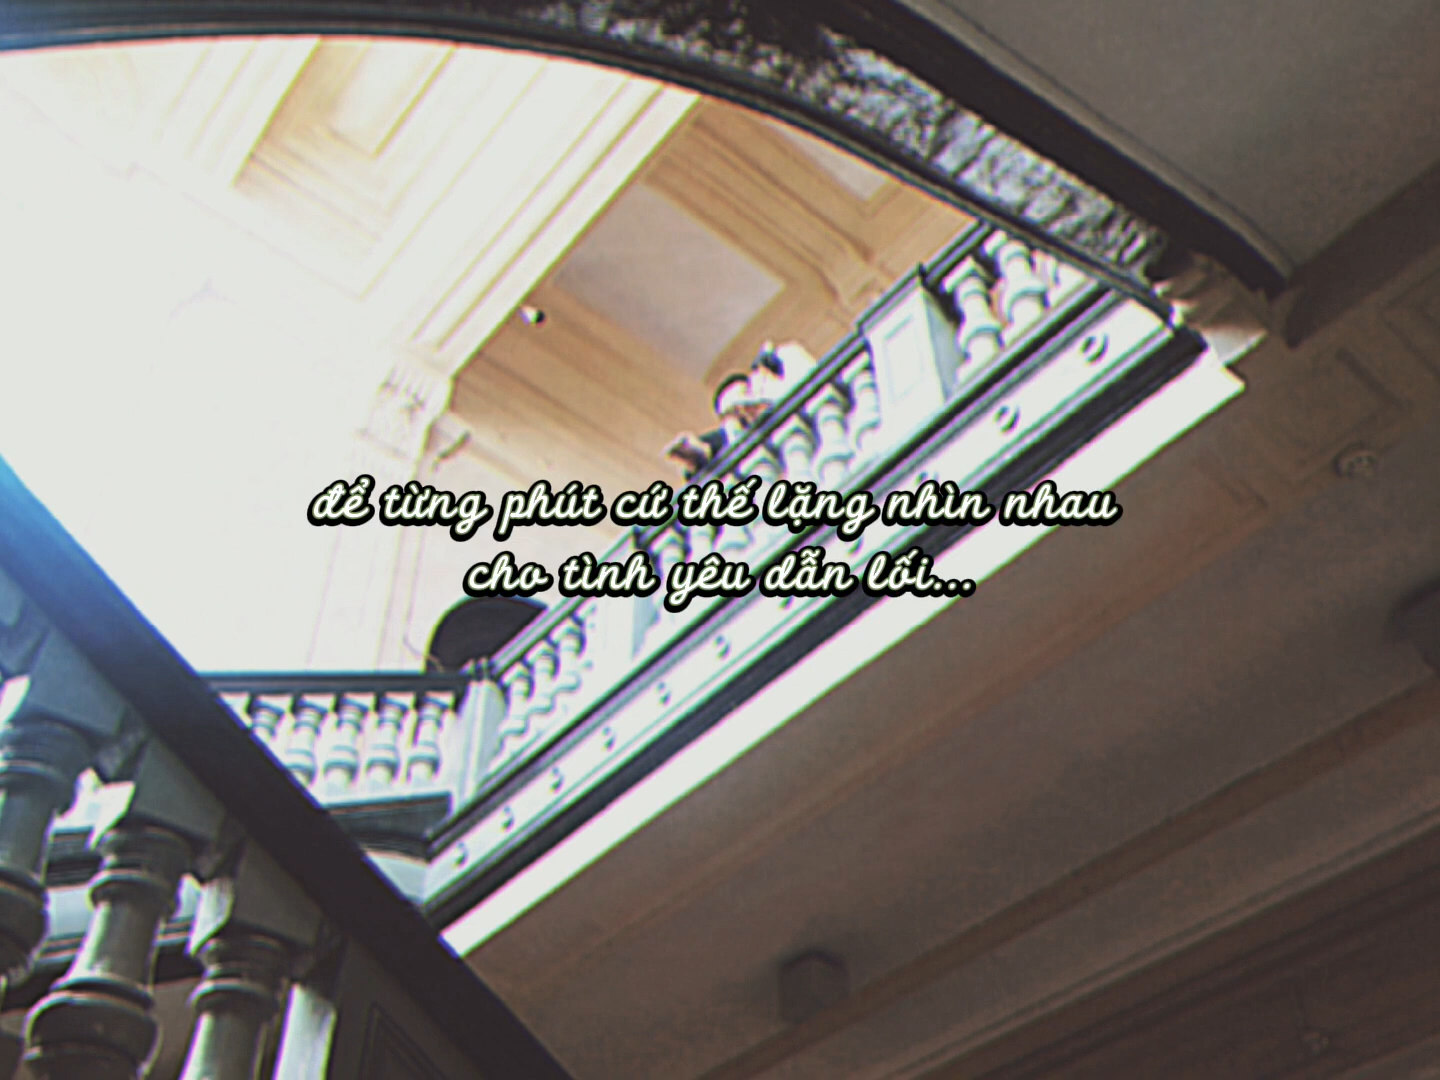 để từng phút cứ thế lặng nhìn nhau
cho tình yêu dẫn lối...